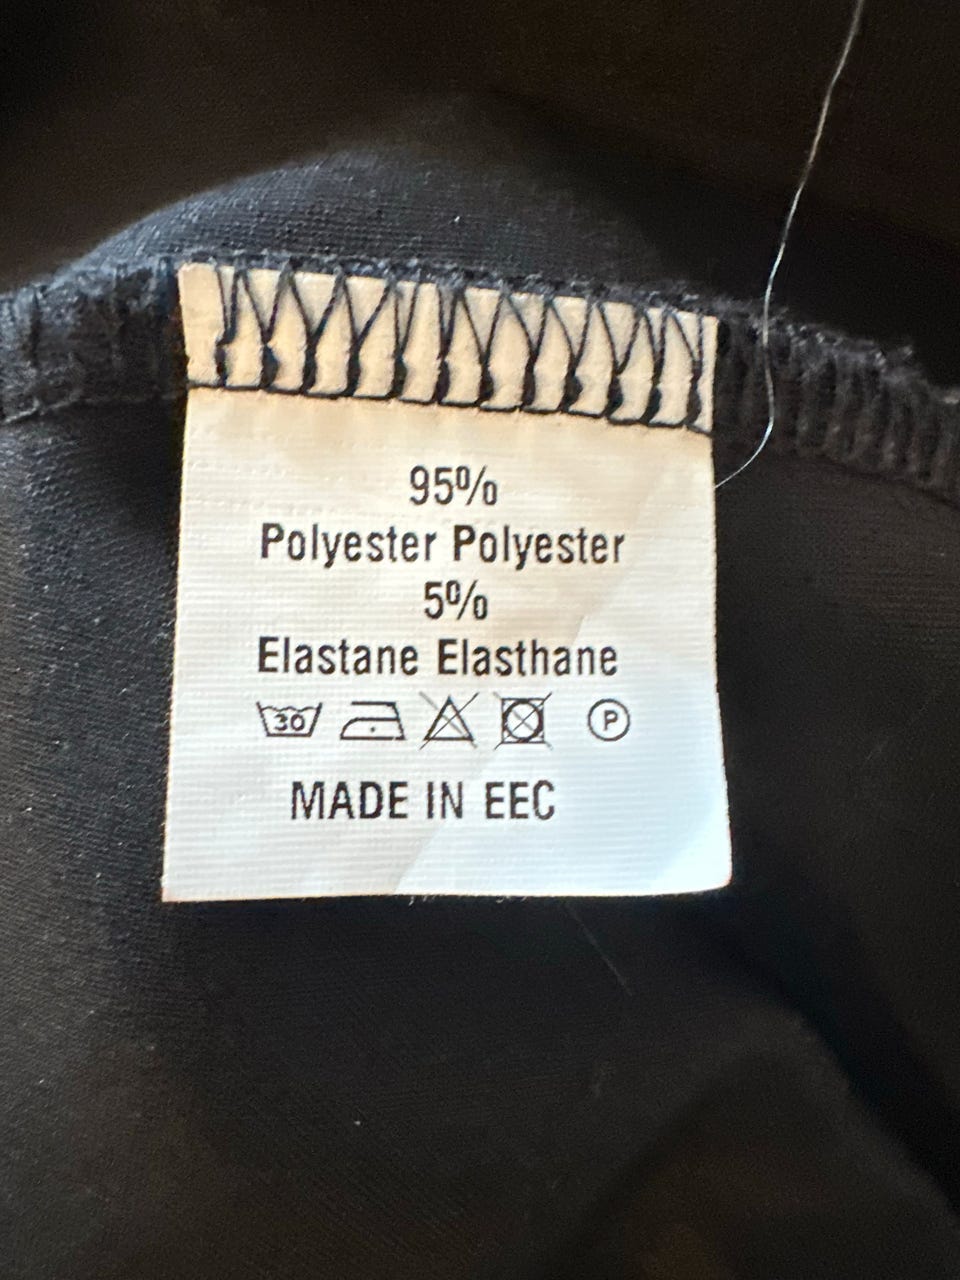 95%
Polyester Polyester
5%
Elastane Elasthane
30 P
MADE IN EEC